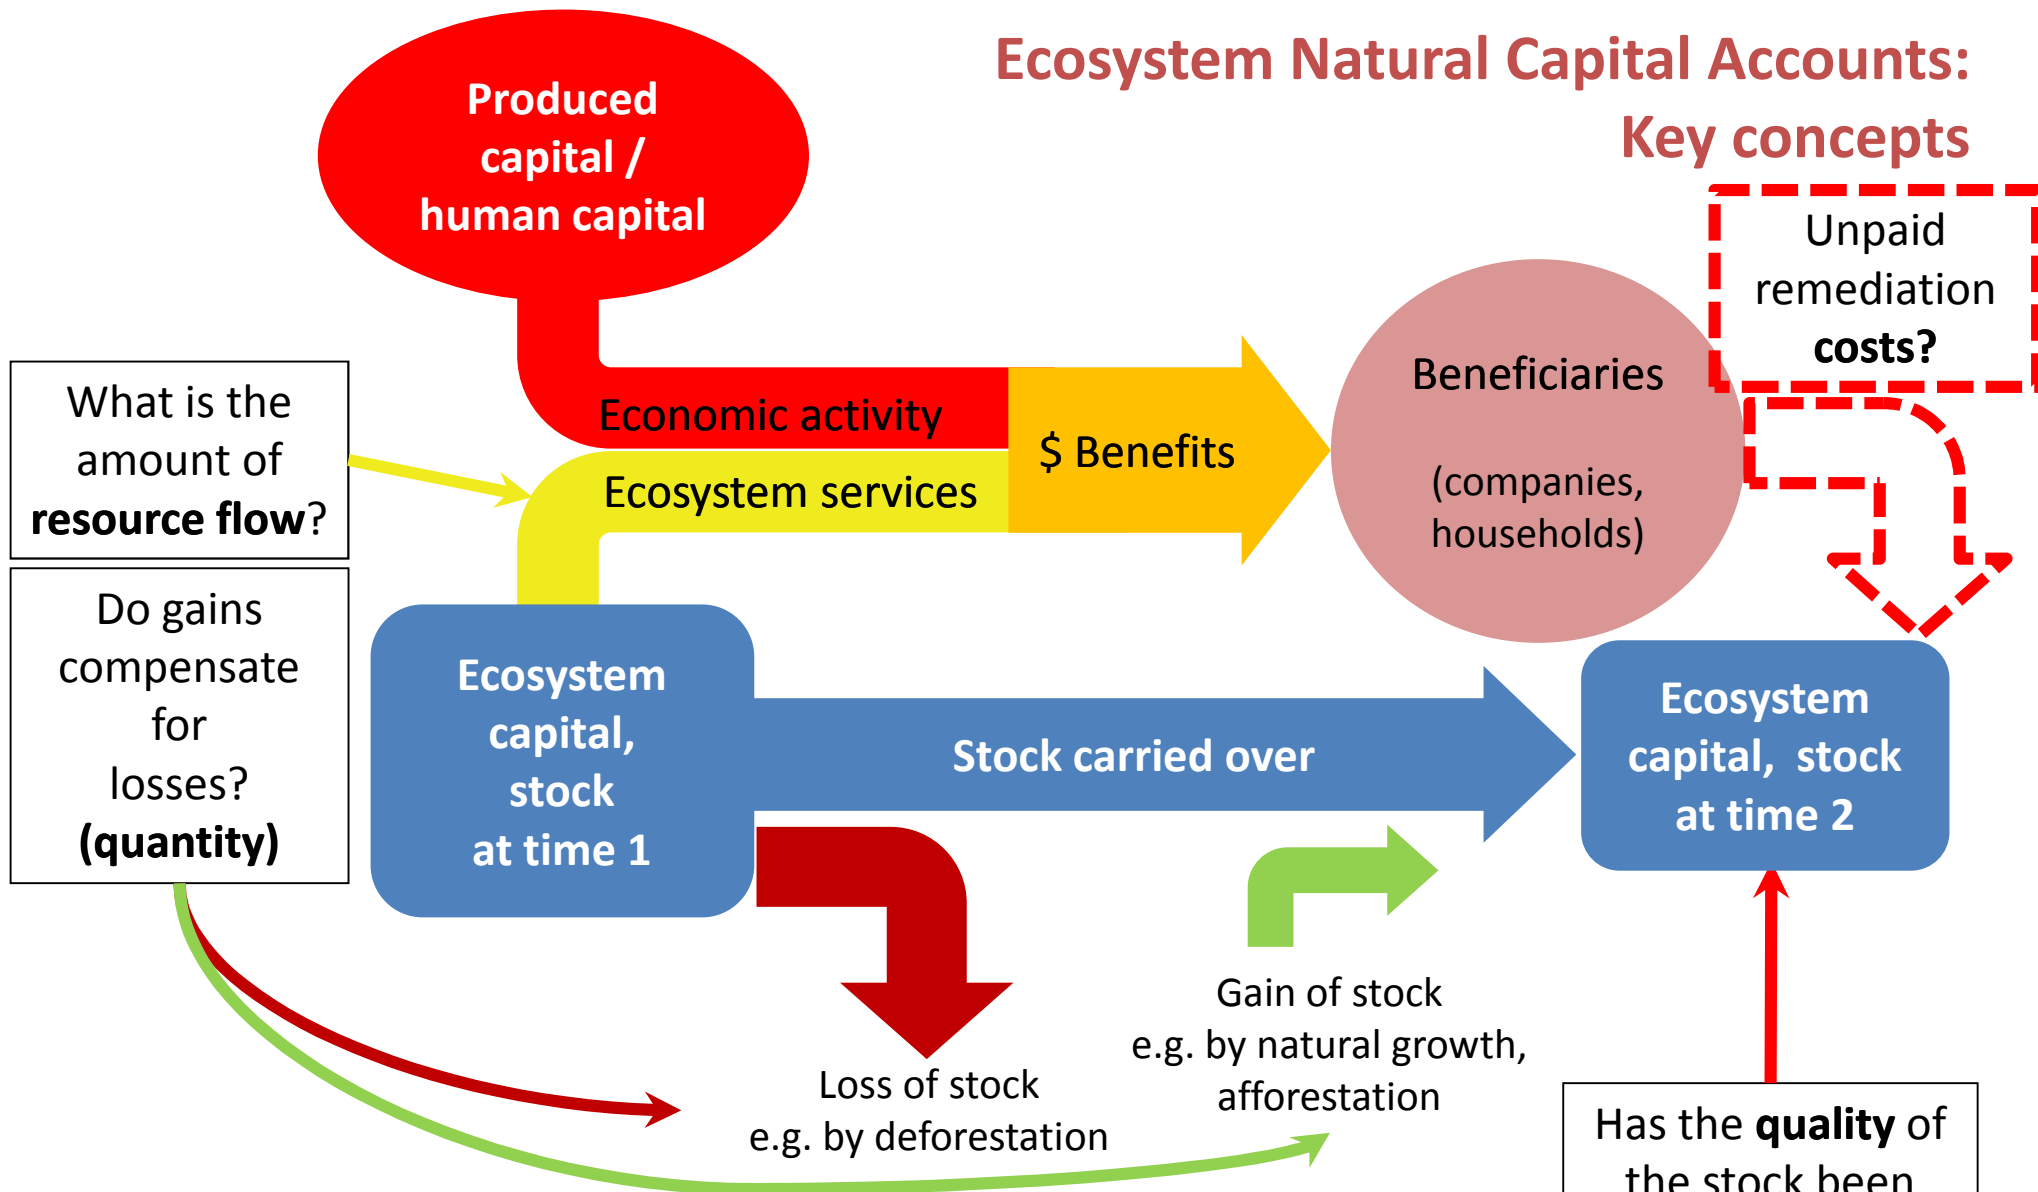 Ecosystem Natural Capital Accounts:
Key concepts
Produced
capital /
human capital
Unpaid
remediation
costs?
What is the
amount of
resource flow?
Economic activity
Ecosystem services
$ Benefits
Beneficiaries
(companies,
households)
Do gains
compensate
for
losses?
(quantity)
Ecosystem
capital,
stock
at time 1
Stock carried over
Ecosystem
capital, stock
at time 2
Loss of stock
e.g. by deforestation
Gain of stock
e.g. by natural growth,
afforestation
Has the quality of
the stock been